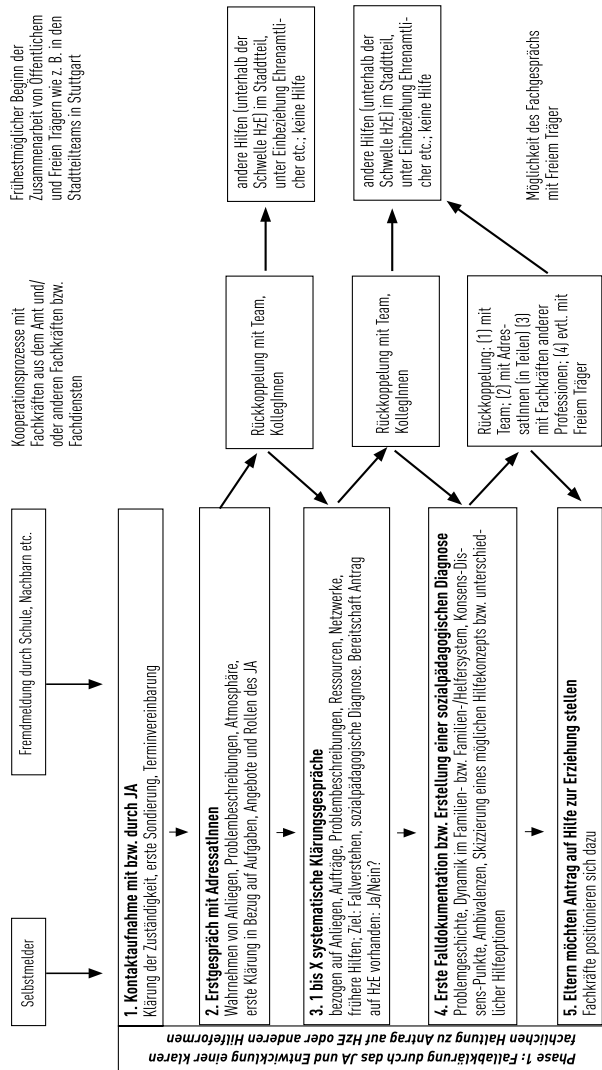 Phase 1: Fallabklärung durch das JA und Entwicklung einer klaren
fachlichen Haltung zu Antrag auf HzE oder anderen Hilfeformen
Selbstmelder
Fremdmeldung durch Schule, Nachbarn etc.
Kooperationsprozesse mit
Fachkräften aus dem Amt und/
oder anderen Fachkräften bzw.
Fachdiensten
Frühestmöglicher Beginn der
Zusammenarbeit von Öffentlichem
und Freien Trägern wie z. B. in den
Stadtteilteams in Stuttgart
1. Kontaktaufnahme mit bzw. durch JA
Klärung der Zuständigkeit, erste Sondierung, Terminvereinbarung
2. Erstgespräch mit AdressatInnen
Wahrnehmen von Anliegen, Problembeschreibungen, Atmosphäre,
erste Klärung in Bezug auf Aufgaben, Angebote und Rollen des JA
Rückkoppelung mit Team,
KollegInnen
andere Hilfen (unterhalb der
Schwelle HzE) im Staddtteil,
unter Einbeziehung Ehrenamtli-
cher etc.; keine Hilfe
3. 1 bis X systematische Klärungsgespräche
bezogen auf Anliegen, Aufträge, Problembeschreibungen, Ressourcen, Netzwerke,
frühere Hilfen; Ziel: Fallverstehen, sozialpädagogische Diagnose. Bereitschaft Antrag
auf HzE vorhanden: Ja/Nein?
Rückkoppelung mit Team,
KollegInnen
andere Hilfen (unterhalb der
Schwelle HzE) im Staddtteil,
unter Einbeziehung Ehrenamtli-
cher etc.; keine Hilfe
4. Erste Falldokumentation bzw. Erstellung einer sozialpädagogischen Diagnose
Problemgeschichte, Dynamik im Familien- bzw. Familien-/Helfersystem, Konsens-Dis-
sens-Punkte, Ambivalenzen, Skizzierung eines möglichen Hilfekonzepts bzw. unterschied-
licher Hilfeoptionen
Rückkoppelung: (1) mit
Team; (2) mit Adres-
satInnen (in Teilen) (3)
mit Fachkräften anderer
Professionen; (4) evtl. mit
Freiem Träger
Möglichkeit des Fachgesprächs
mit Freiem Träger
5. Eltern möchten Antrag auf Hilfe zur Erziehung stellen
Fachkräfte positionieren sich dazu